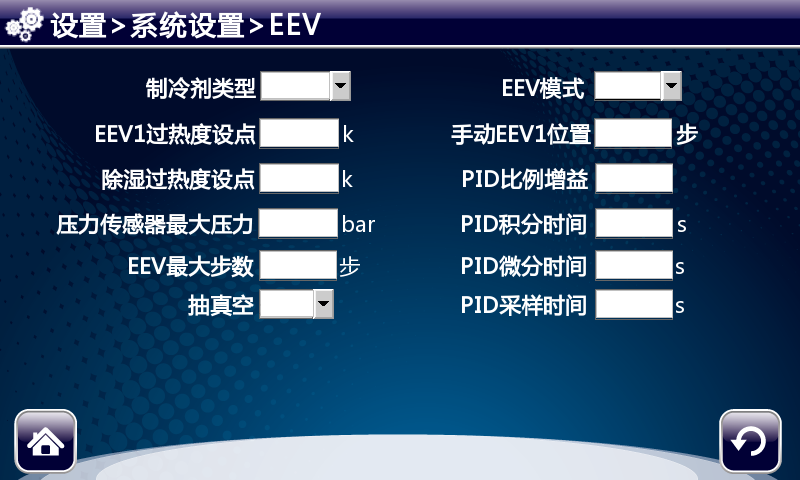 设置>系统设置>EEV
制冷剂类型 EEV模式
EEV1过热度设点 k 手动EEV1位置 步
除湿过热度设点 k PID比例增益
压力传感器最大压力 bar PID积分时间 s
EEV最大步数 步 PID微分时间 s
抽真空 PID采样时间 s